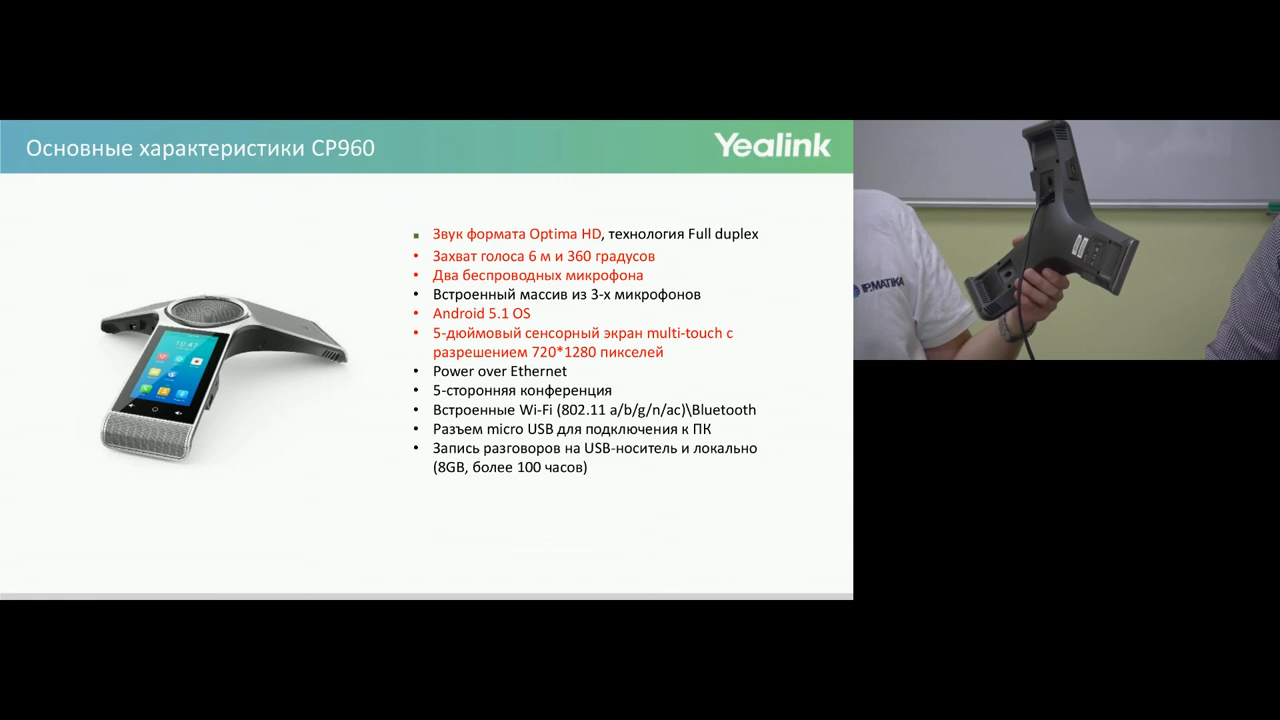 Основные характеристики CP960
Yealink
Звук формата Optima HD, технология Full duplex
Захват голоса 6 м и 360 градусов
Два беспроводных микрофона
Встроенный массив из 3-х микрофонов
Android 5.1 OS
5-дюймовый сенсорный экран multi-touch с
разрешением 720*1280 пикселей
Power over Ethernet
5-сторонняя конференция
Встроенные Wi-Fi (802.11 a/b/g/n/ac)\Bluetooth
Разъем micro USB для подключения к ПК
Запись разговоров на USB-носитель и локально
(8GB, более 100 часов)
10:47
IPMATIKA